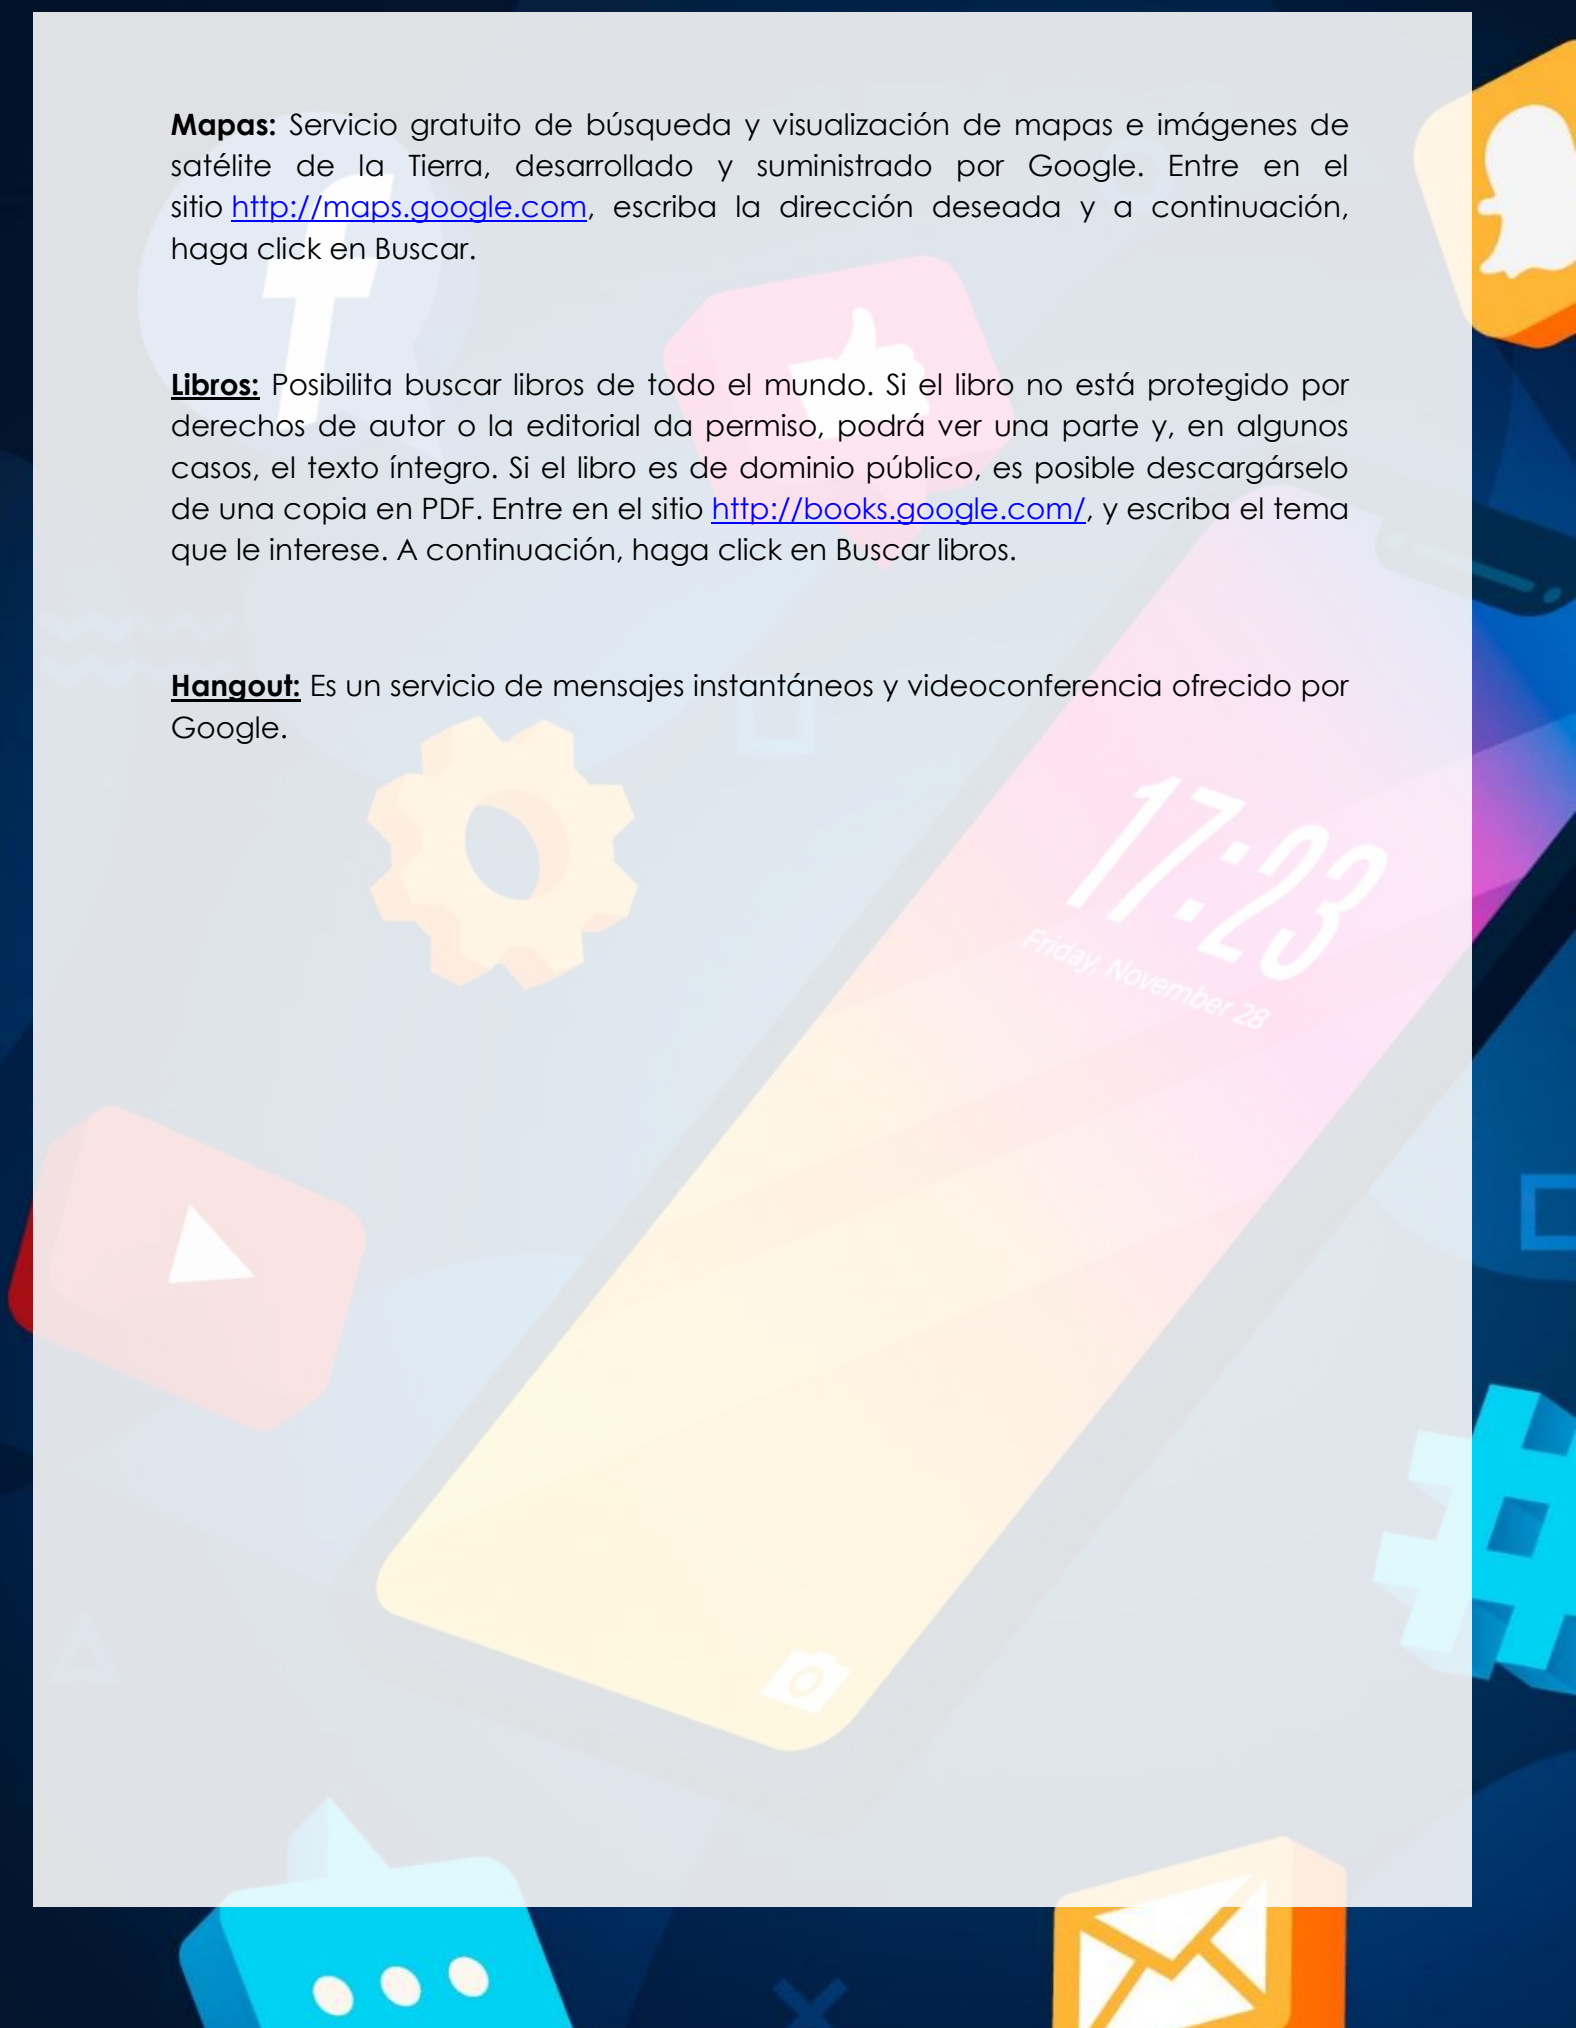 Mapas: Servicio gratuito de búsqueda y visualización de mapas e imágenes de
satélite de la Tierra, desarrollado y suministrado por Google. Entre en el
sitio http://maps.google.com, escriba la dirección deseada y a continuación,
haga click en Buscar.
Libros: Posibilita buscar libros de todo el mundo. Si el libro no está protegido por
derechos de autor o la editorial da permiso, podrá ver una parte y, en algunos
casos, el texto íntegro. Si el libro es de dominio público, es posible descargárselo
de una copia en PDF. Entre en el sitio http://books.google.com/, y escriba el tema
que le interese. A continuación, haga click en Buscar libros.
Hangout: Es un servicio de mensajes instantáneos y videoconferencia ofrecido por
Google.
17:23
Friday, November 28